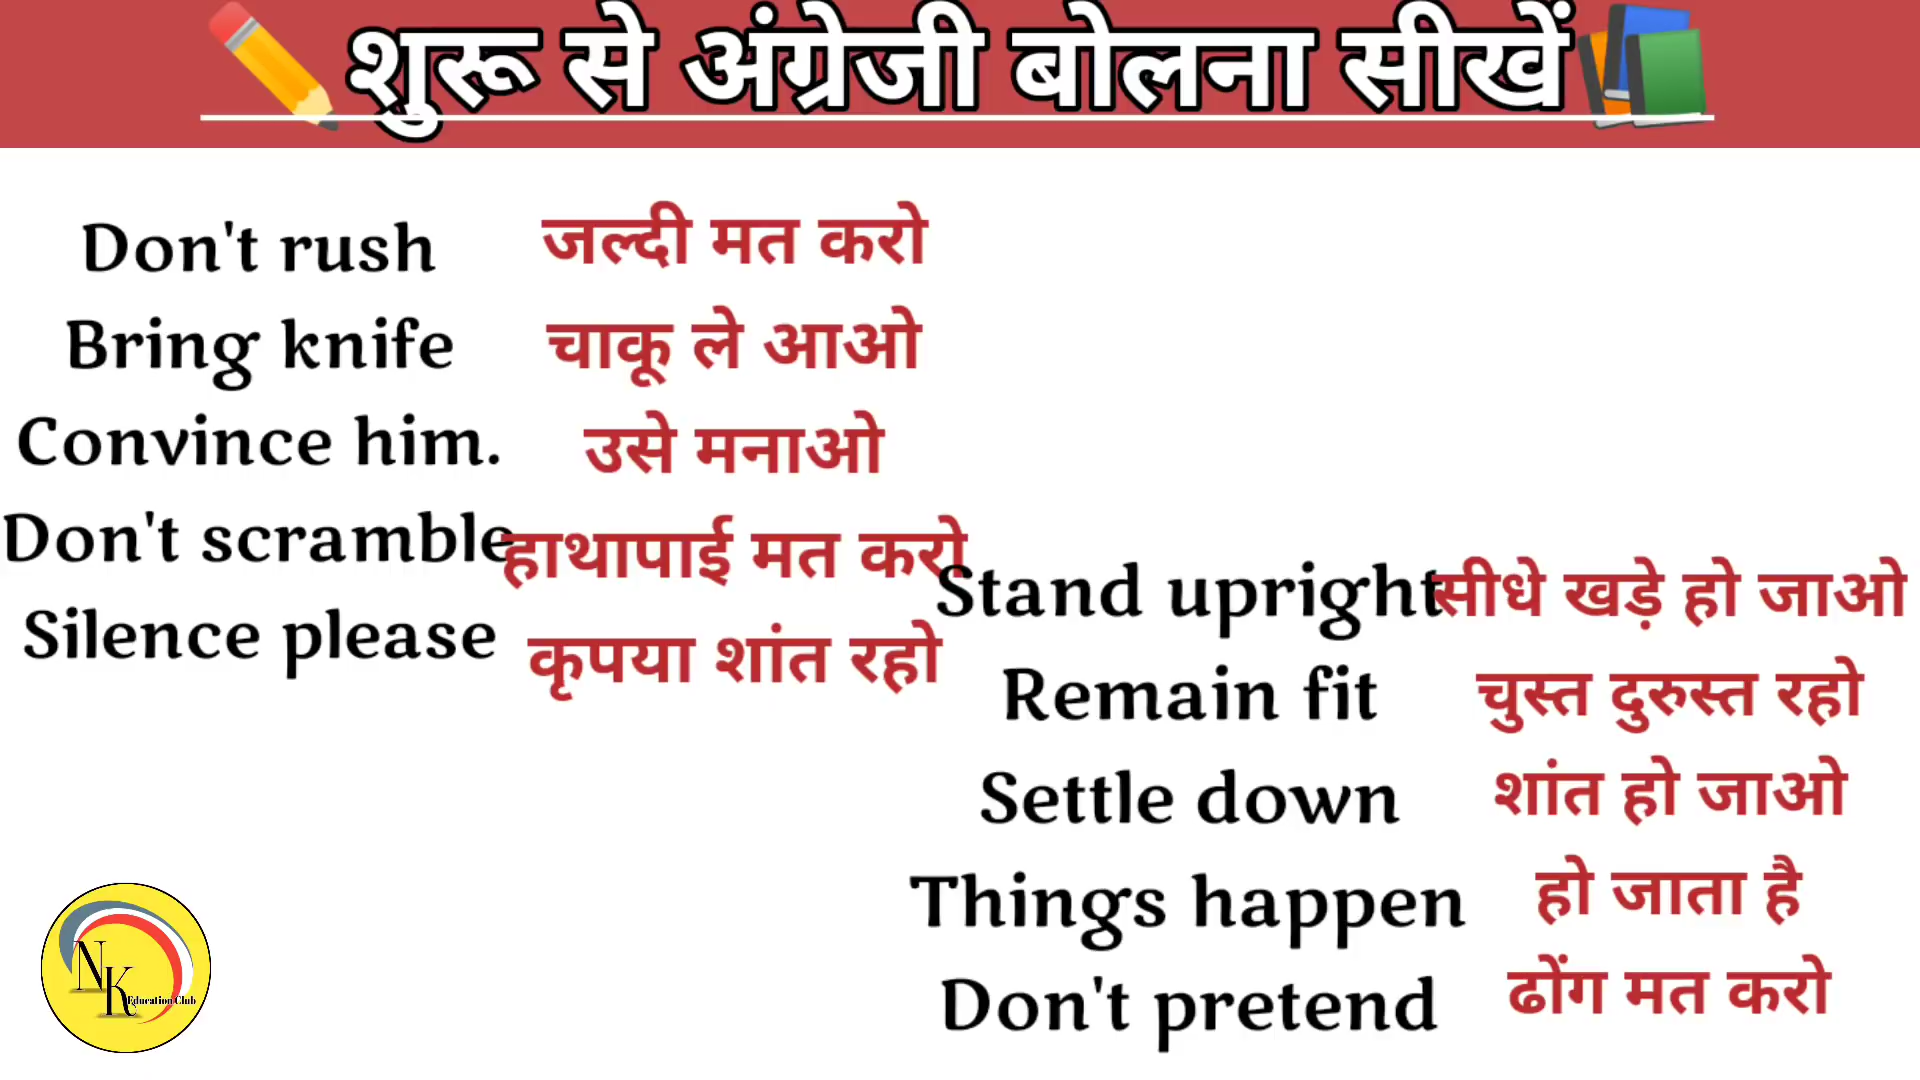 शुरू से अंग्रेजी बोलना सीखें
Don't rush जल्दी मत करो
Bring knife चाकू ले आओ
Convince him. उसे मनाओ
Don't scramble हाथापाई मत करो
Silence please कृपया शांत रहो
Stand upright सीधे खड़े हो जाओ
Remain fit चुस्त दुरुस्त रहो
Settle down शांत हो जाओ
Things happen हो जाता है
Don't pretend ढोंग मत करो
NK Education Club